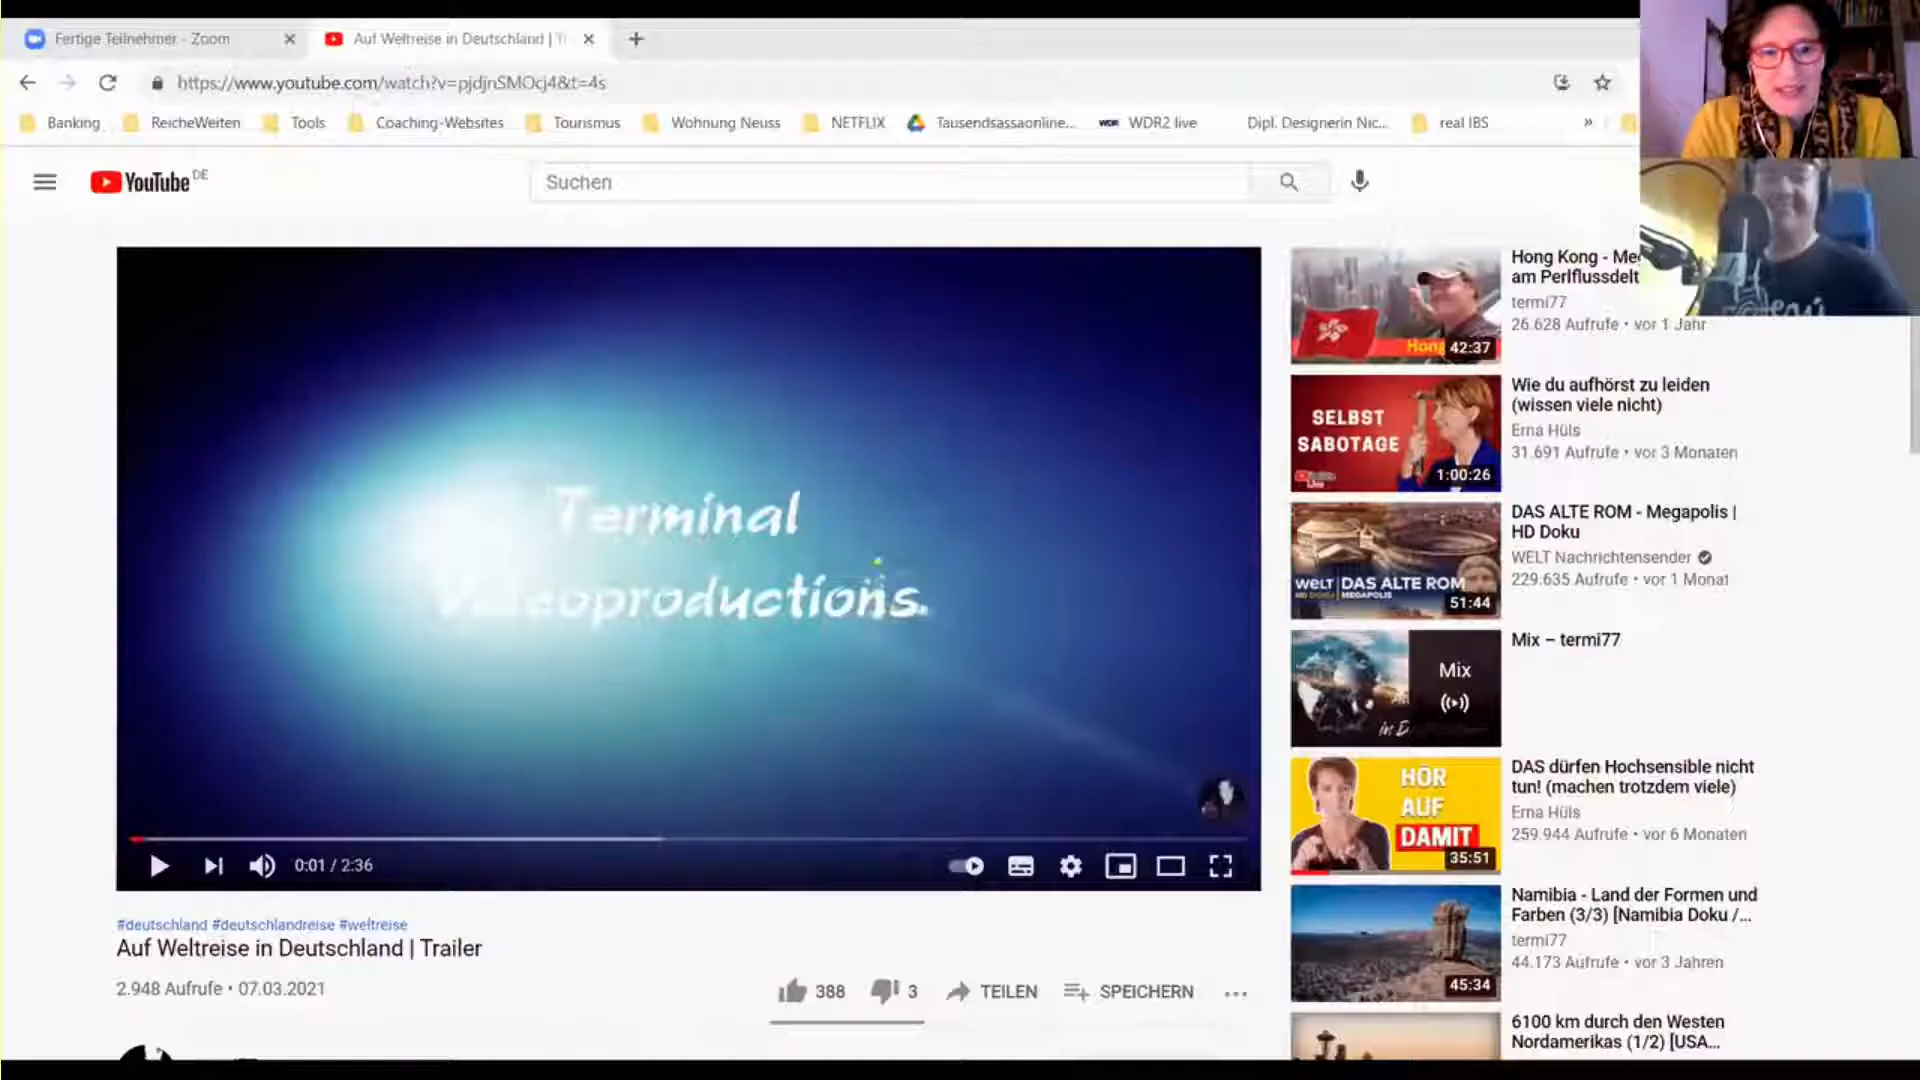 Fertige Teilnehmer - Zoom
Auf Weltreise in Deutschland | Tr
https://www.youtube.com/watch?v=pjdjnSMOcj4&t=4s
Banking
ReicheWeiten
Tools
Coaching-Websites
Tourismus
Wohnung Neuss
NETFLIX
Tausendsassaonline...
WDR2 live
Dipl. Designerin Nic...
real IBS
»
YouTube DE
Suchen
Terminal
Videoproductions.
0:01 / 2:36
#deutschland #deutschlandreise #weltreise
Auf Weltreise in Deutschland | Trailer
2.948 Aufrufe • 07.03.2021
388
3
TEILEN
SPEICHERN
Hong
42:37
Hong Kong - Me
am Perlflussdelt
termi77
26.628 Aufrufe • vor 1 Jahr
SELBST
SABOTAGE
1:00:26
Wie du aufhörst zu leiden
(wissen viele nicht)
Erna Hüls
31.691 Aufrufe • vor 3 Monaten
WELT DAS ALTE ROM
MEGAPOLIS
51:44
DAS ALTE ROM - Megapolis |
HD Doku
WELT Nachrichtensender
229.635 Aufrufe • vor 1 Monat
Mix
Mix – termi77
HÖR
AUF
DAMIT
35:51
DAS dürfen Hochsensible nicht
tun! (machen trotzdem viele)
Erna Hüls
259.944 Aufrufe • vor 6 Monaten
45:34
Namibia - Land der Formen und
Farben (3/3) [Namibia Doku /...
termi77
44.173 Aufrufe • vor 3 Jahren
6100 km durch den Westen
Nordamerikas (1/2) [USA...